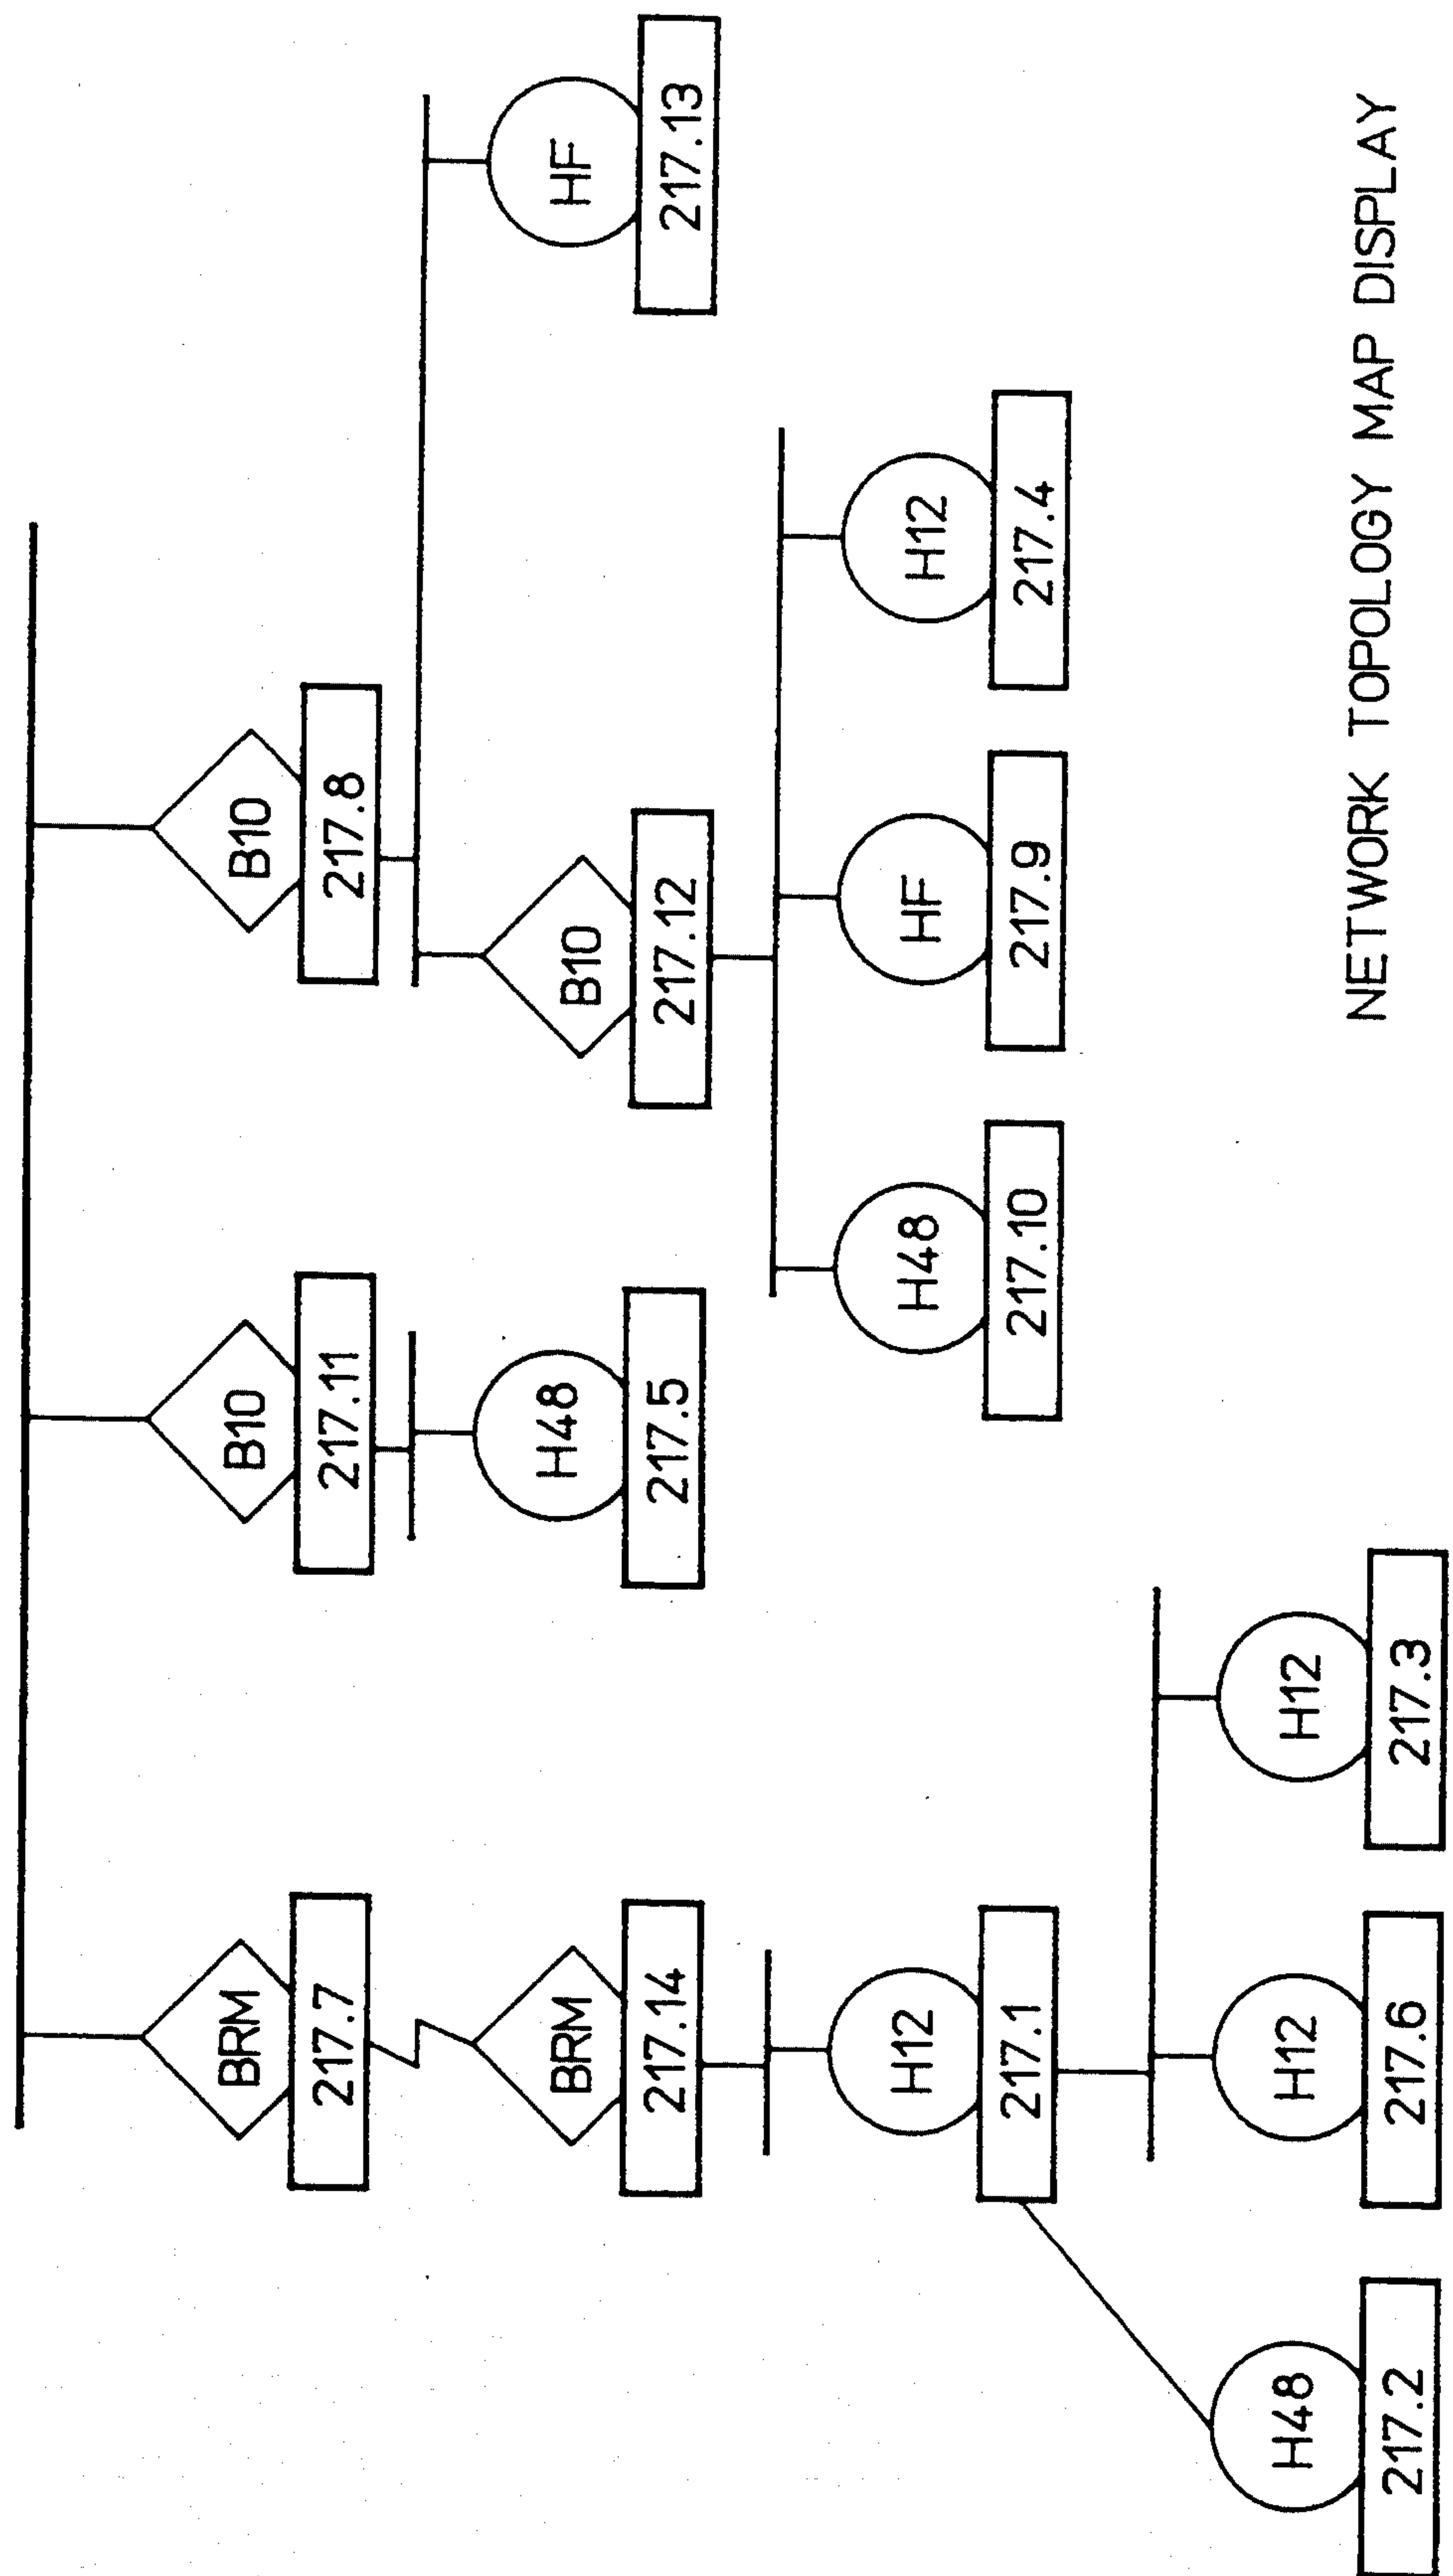 BRM
217.7
B10
217.11
B10
217.8
BRM
217.14
H48
217.5
B10
217.12
HF
217.13
H12
217.1
H48
217.10
HF
217.9
H12
217.4
H48
217.2
H12
217.6
H12
217.3
NETWORK TOPOLOGY MAP DISPLAY